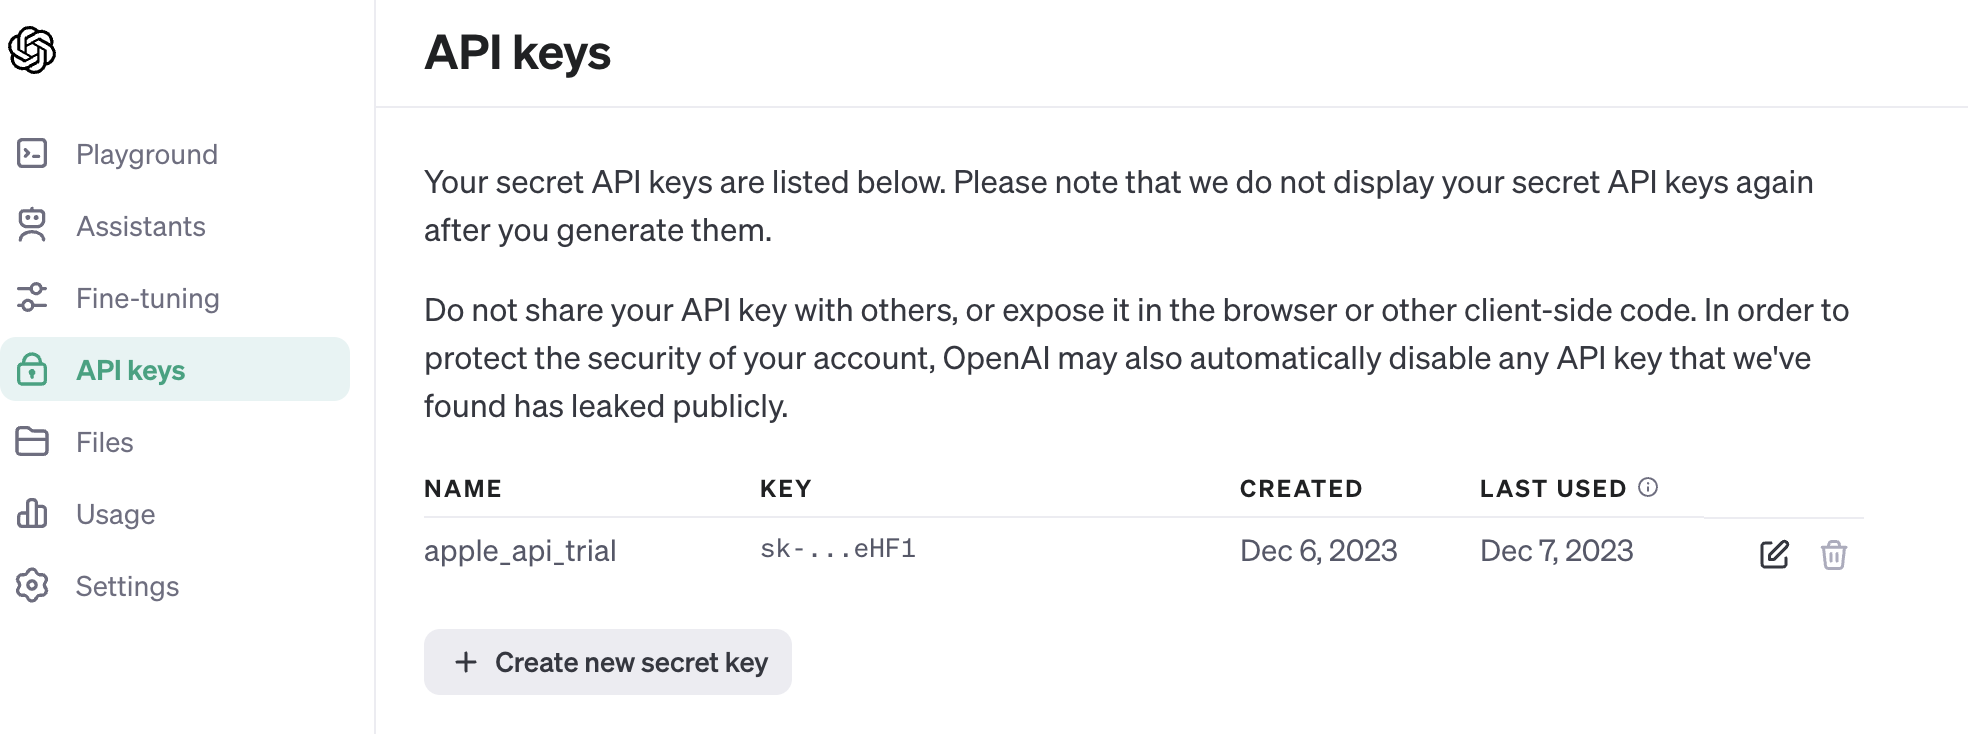 API keys
Playground
Assistants
Fine-tuning
API keys
Files
Usage
Settings
Your secret API keys are listed below. Please note that we do not display your secret API keys again
after you generate them.
Do not share your API key with others, or expose it in the browser or other client-side code. In order to
protect the security of your account, OpenAI may also automatically disable any API key that we've
found has leaked publicly.
NAME KEY CREATED LAST USED
apple_api_trial sk-...eHF1 Dec 6, 2023 Dec 7, 2023
+ Create new secret key